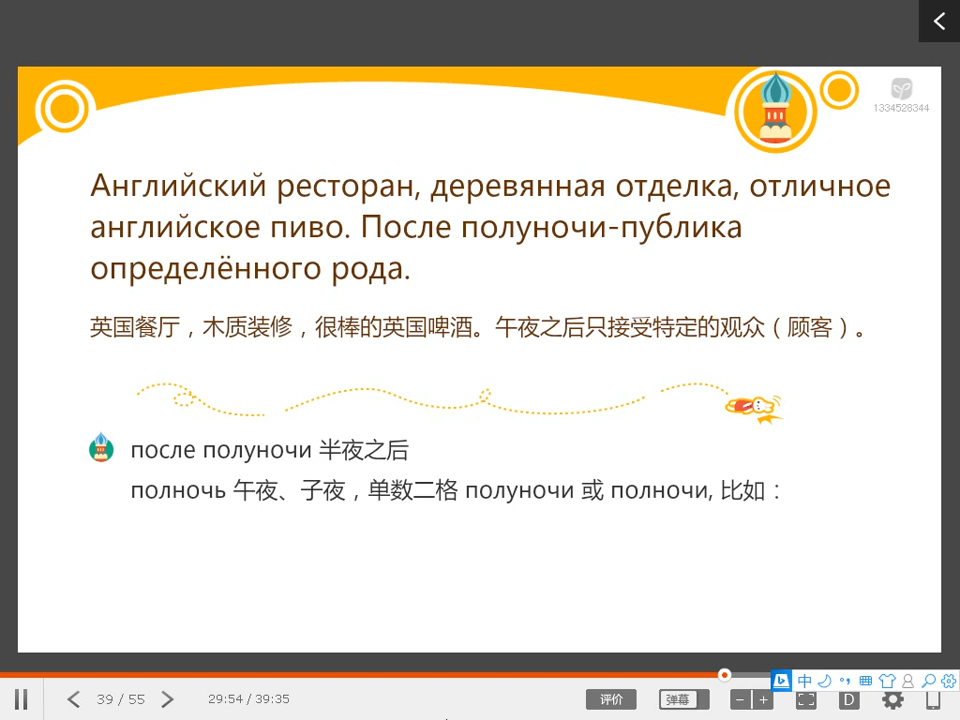 1334528344
Английский ресторан, деревянная отделка, отличное
английское пиво. После полуночи-публика
определённого рода.
英国餐厅，木质装修，很棒的英国啤酒。午夜之后只接受特定的观众（顾客）。
после полуночи 半夜之后
полночь 午夜、子夜，单数二格 полуночи 或 полночи, 比如：
39 / 55 29:54 / 39:35 评价 弹幕 D
中